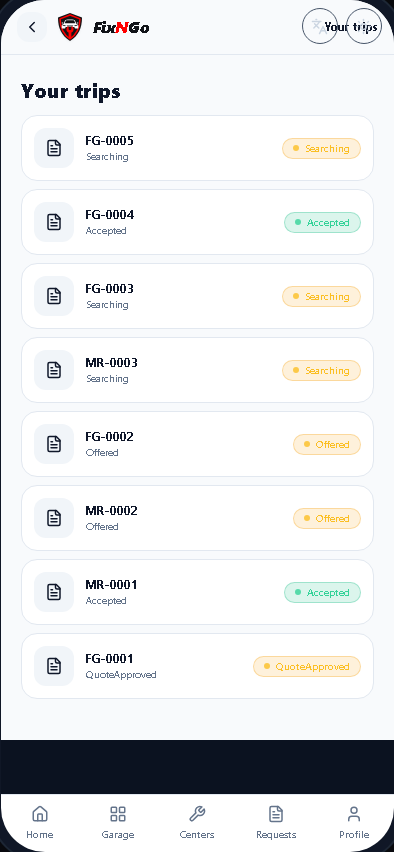 FixNGo
Your trips
Your trips
FG-0005
Searching
Searching
FG-0004
Accepted
Accepted
FG-0003
Searching
Searching
MR-0003
Searching
Searching
FG-0002
Offered
Offered
MR-0002
Offered
Offered
MR-0001
Accepted
Accepted
FG-0001
QuoteApproved
QuoteApproved
Home Garage Centers Requests Profile